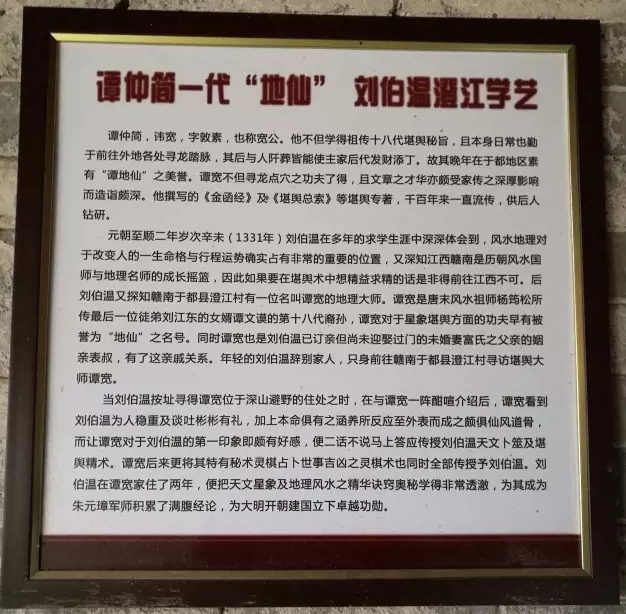 谭仲简一代“地仙” 刘伯温澄江学艺
谭仲简，讳宽，字敦素，也称宽公。他不但学得祖传十八代堪舆秘旨，且本身日常也勤
于前往外地各处寻龙踏脉，其后与人阡葬皆能使主家后代发财添丁。故其晚年在于都地区素
有“谭地仙”之美誉。谭宽不但寻龙点穴之功夫了得，且文章之才华亦颇受家传之深厚影响
而造诣颇深。他撰写的《金函经》及《堪舆总索》等堪舆专著，千百年来一直流传，供后人
钻研。
元朝至顺二年岁次辛未（1331年）刘伯温在多年的求学生涯中深深体会到，风水地理对
于改变人的一生命格与行程运势确实占有非常的重要的位置，又深知江西赣南是历朝风水国
师与地理名师的成长摇篮，因此如果要在堪舆术中想精益求精的话是非得前往江西不可。后
刘伯温又探知赣南于都县澄江村有一位名叫谭宽的地理大师。谭宽是唐末风水祖师杨筠松所
传最后一位徒弟刘江东的女婿谭文谟的第十八代裔孙，谭宽对于星象堪舆方面的功夫早有被
誉为“地仙”之名号。同时谭宽也是刘伯温已订亲但尚未迎娶过门的未婚妻富氏之父亲的姻
亲表叔，有了这亲戚关系。年轻的刘伯温辞别家人，只身前往赣南于都县澄江村寻访堪舆大
师谭宽。
当刘伯温按址寻得谭宽位于深山避野的住处之时，在与谭宽一阵酣喧介绍后，谭宽看到
刘伯温为人稳重及谈吐彬彬有礼，加上本命俱有之涵养所反应至外表而成之颇俱仙风道骨，
而让谭宽对于刘伯温的第一印象即颇有好感，便二话不说马上答应传授刘伯温天文卜筮及堪
舆精术。谭宽后来更将其特有秘术灵棋占卜世事吉凶之灵棋术也同时全部传授予刘伯温。刘
伯温在谭宽家住了两年，便把天文星象及地理风水之精华诀窍奥秘学得非常透澈，为其成为
朱元璋军师积累了满腹经论，为大明开朝建国立下卓越功勋。